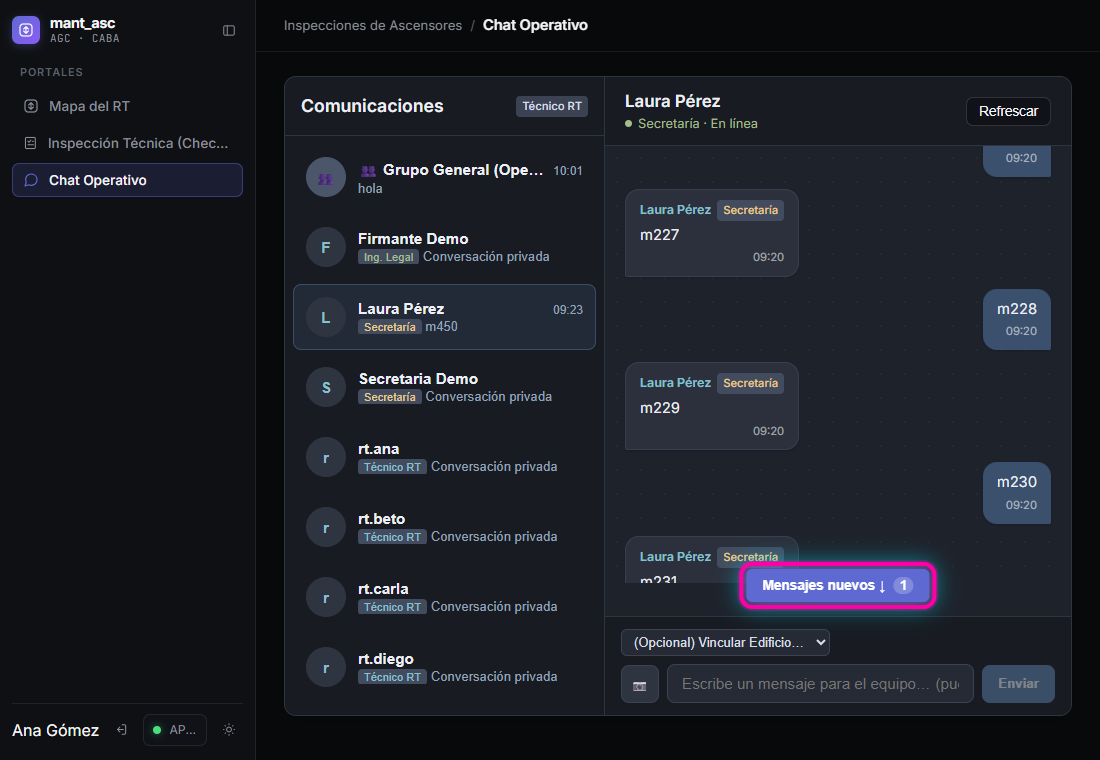 mant_asc
AGC · CABA
PORTALES
Mapa del RT
Inspección Técnica (Chec...
Chat Operativo
Ana Gómez
AP...
Inspecciones de Ascensores / Chat Operativo
Comunicaciones
Técnico RT
Grupo General (Ope... 10:01
hola
F
Firmante Demo
Ing. Legal Conversación privada
L
Laura Pérez 09:23
Secretaría m450
S
Secretaria Demo
Secretaría Conversación privada
r
rt.ana
Técnico RT Conversación privada
r
rt.beto
Técnico RT Conversación privada
r
rt.carla
Técnico RT Conversación privada
r
rt.diego
Técnico RT Conversación privada
Laura Pérez
Secretaría · En línea
Refrescar
09:20
Laura Pérez Secretaría
m227
09:20
m228
09:20
Laura Pérez Secretaría
m229
09:20
m230
09:20
Laura Pérez Secretaría
m231
Mensajes nuevos ↓ 1
(Opcional) Vincular Edificio...
Escribe un mensaje para el equipo... (pu
Enviar